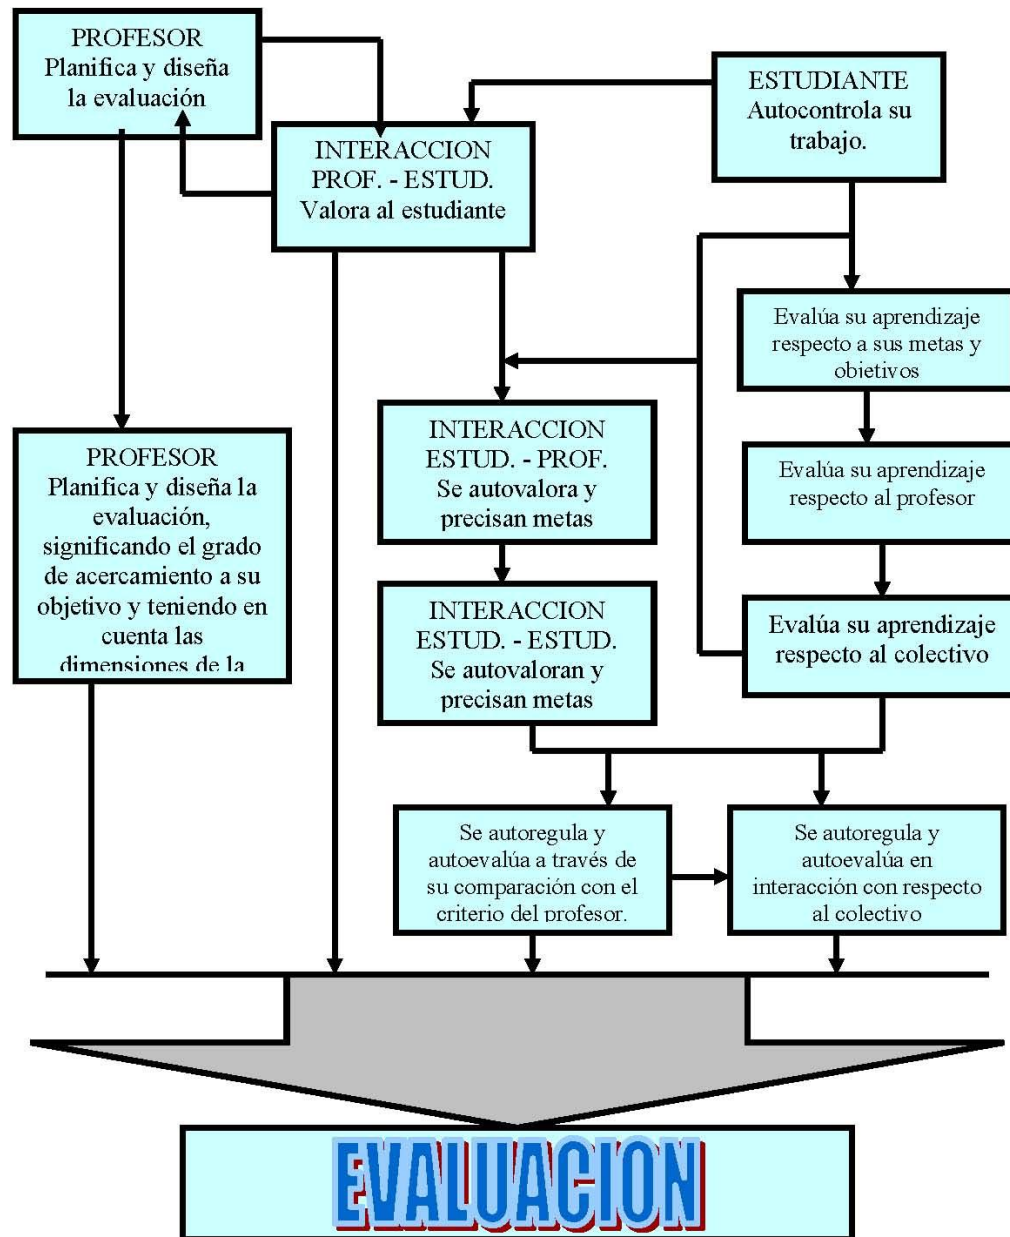 PROFESOR
Planifica y diseña
la evaluación
ESTUDIANTE
Autocontrola su
trabajo.
INTERACCION
PROF. - ESTUD.
Valora al estudiante
Evalúa su aprendizaje
respecto a sus metas y
objetivos
INTERACCION
ESTUD. - PROF.
Se autovalora y
precisan metas
PROFESOR
Planifica y diseña la
evaluación,
significando el grado
de acercamiento a su
objetivo y teniendo en
cuenta las
dimensiones de la
Evalúa su aprendizaje
respecto al profesor
INTERACCION
ESTUD. - ESTUD.
Se autovaloran y
precisan metas
Evalúa su aprendizaje
respecto al colectivo
Se autoregula y
autoevalúa a través de
su comparación con el
criterio del profesor.
Se autoregula y
autoevalúa en
interacción con respecto
al colectivo
EVALUACION